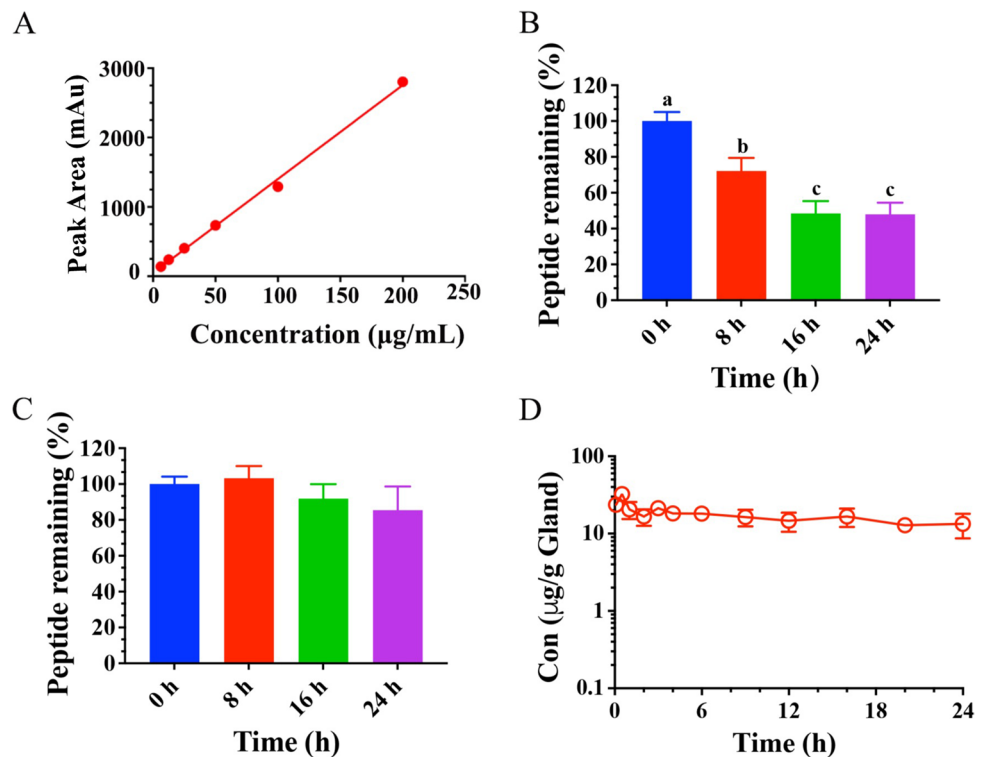 A
Peak Area (mAu)
3000
2000
1000
0
0 50 100 150 200 250
Concentration (μg/mL)
B
Peptide remaining (%)
120
100
80
60
40
20
0
a
b
c
c
0 h
8 h
16 h
24 h
Time (h)
C
Peptide remaining (%)
120
100
80
60
40
20
0
0 h
8 h
16 h
24 h
Time (h)
D
Con (μg/g Gland)
100
10
1
0.1
0 6 12 18 24
Time (h)